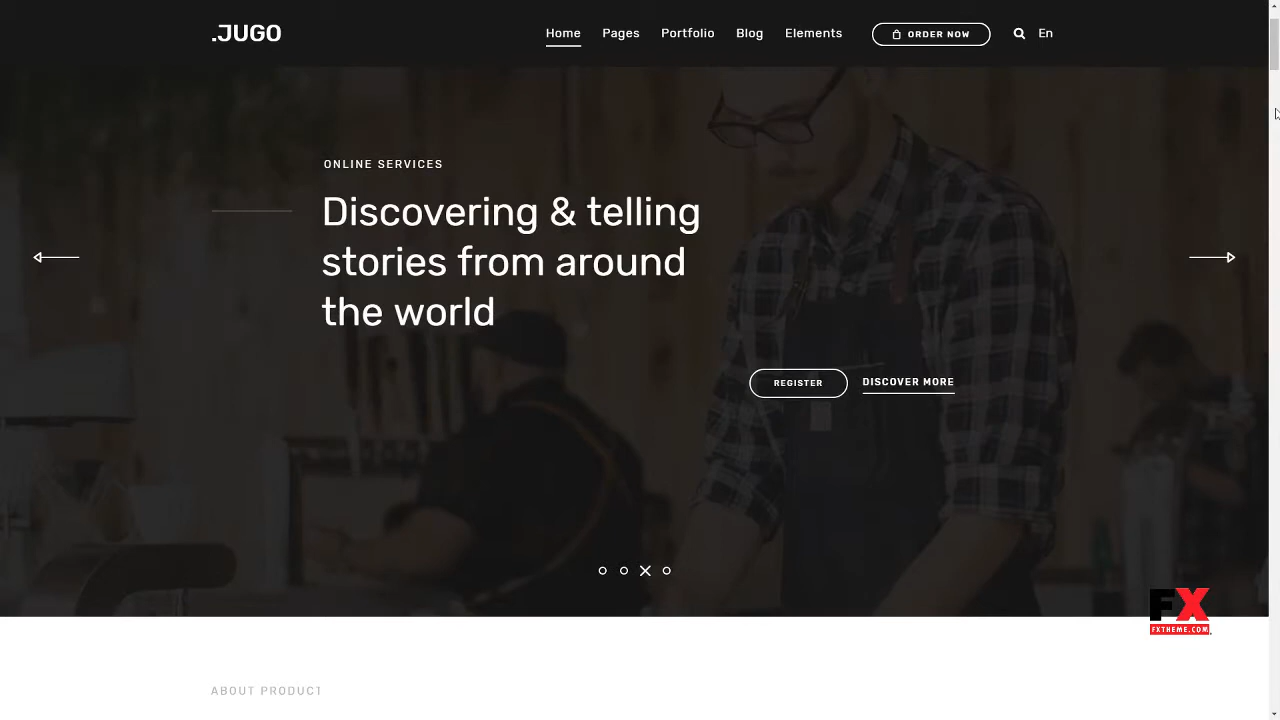 .JUGO
Home Pages Portfolio Blog Elements ORDER NOW En
ONLINE SERVICES
Discovering & telling
stories from around
the world
REGISTER DISCOVER MORE
FX
FXTHEME.COM
ABOUT PRODUCT